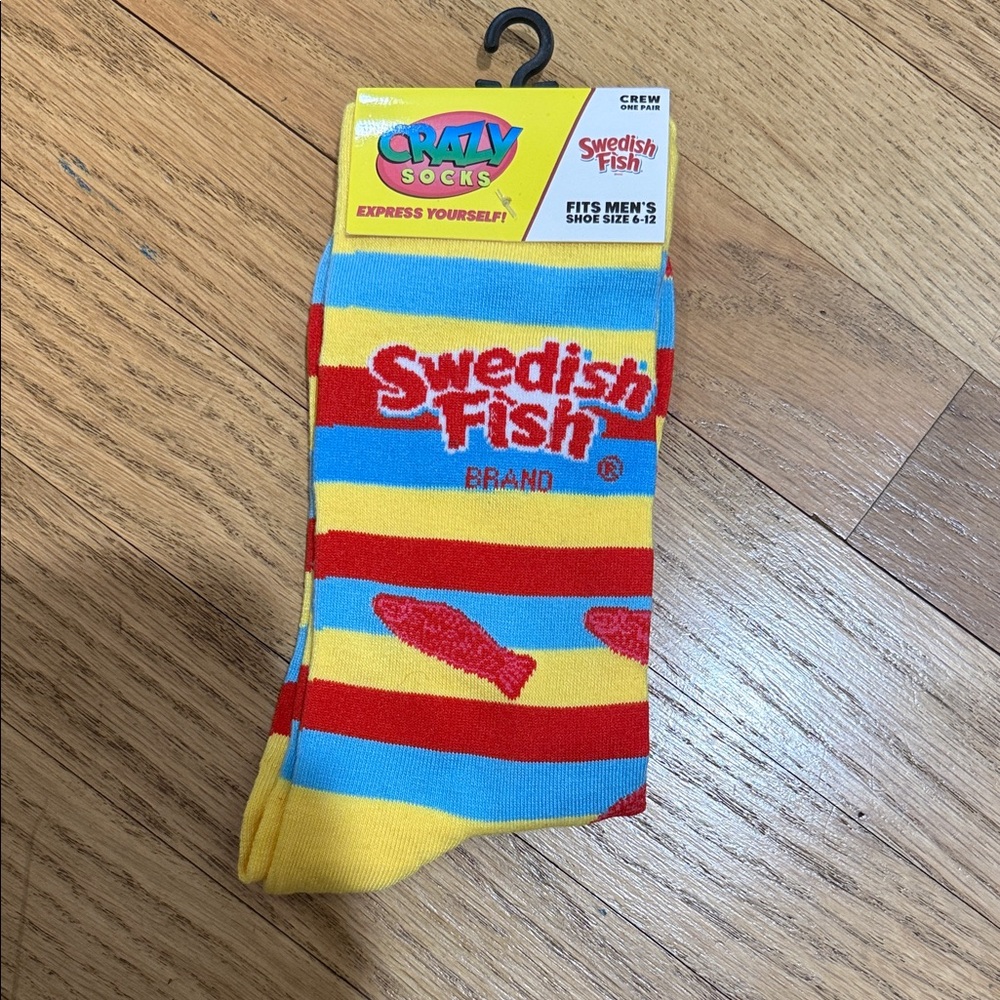 CRAZY
SOCKS
EXPRESS YOURSELF!
CREW
ONE PAIR
Swedish
Fish
FITS MEN'S
SHOE SIZE 6-12
Swedish
Fish
BRAND ®